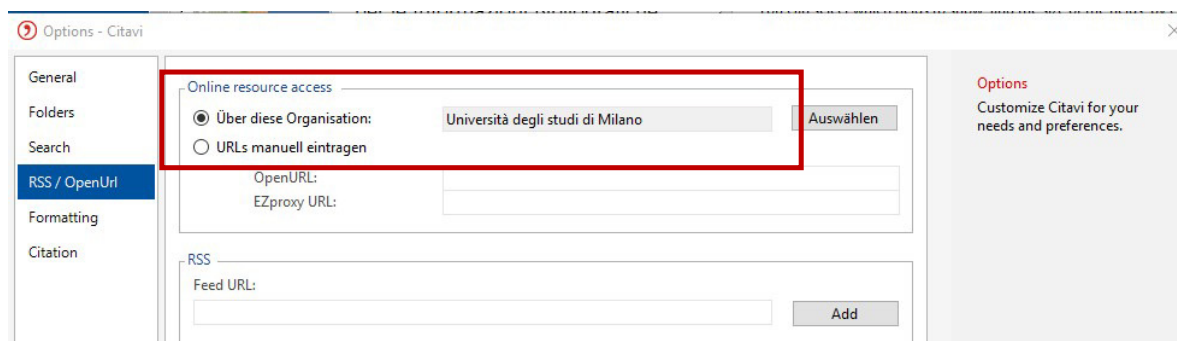 Options - Citavi
General
Folders
Search
RSS / OpenUrl
Formatting
Citation
Online resource access
Über diese Organisation: Università degli studi di Milano Auswählen
URLs manuell eintragen
OpenURL:
EZproxy URL:
RSS
Feed URL:
Add
Options
Customize Citavi for your
needs and preferences.